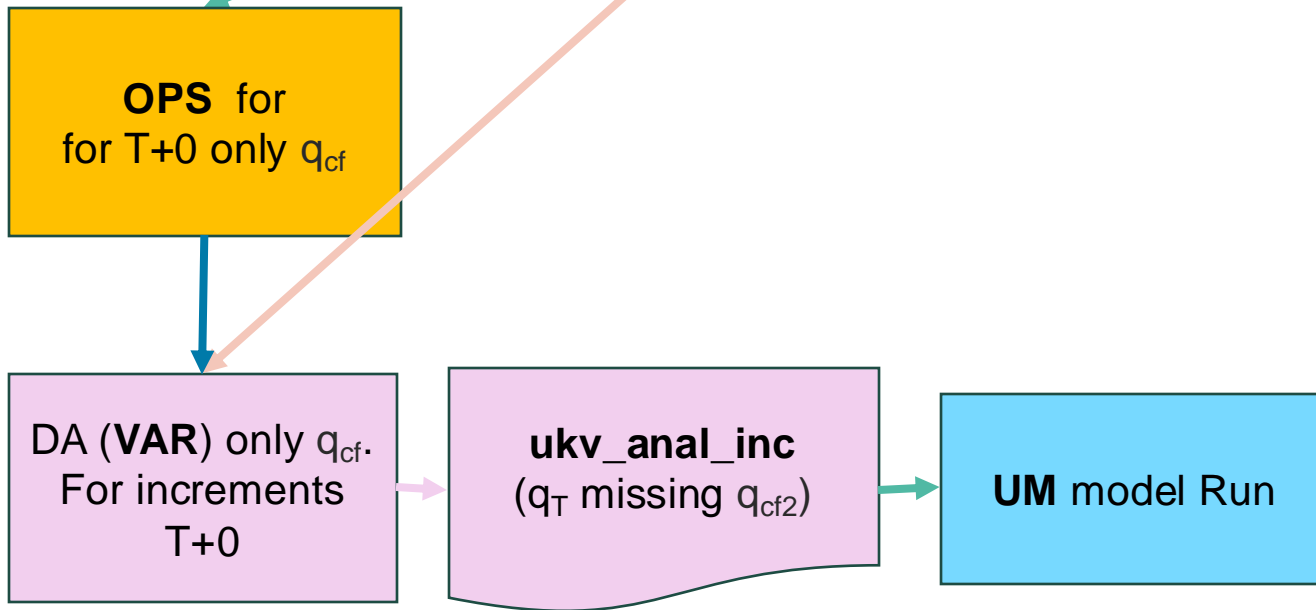 OPS for
for T+0 only qcf
DA (VAR) only qcf.
For increments
T+0
ukv_anal_inc
(qT missing qcf2)
UM model Run